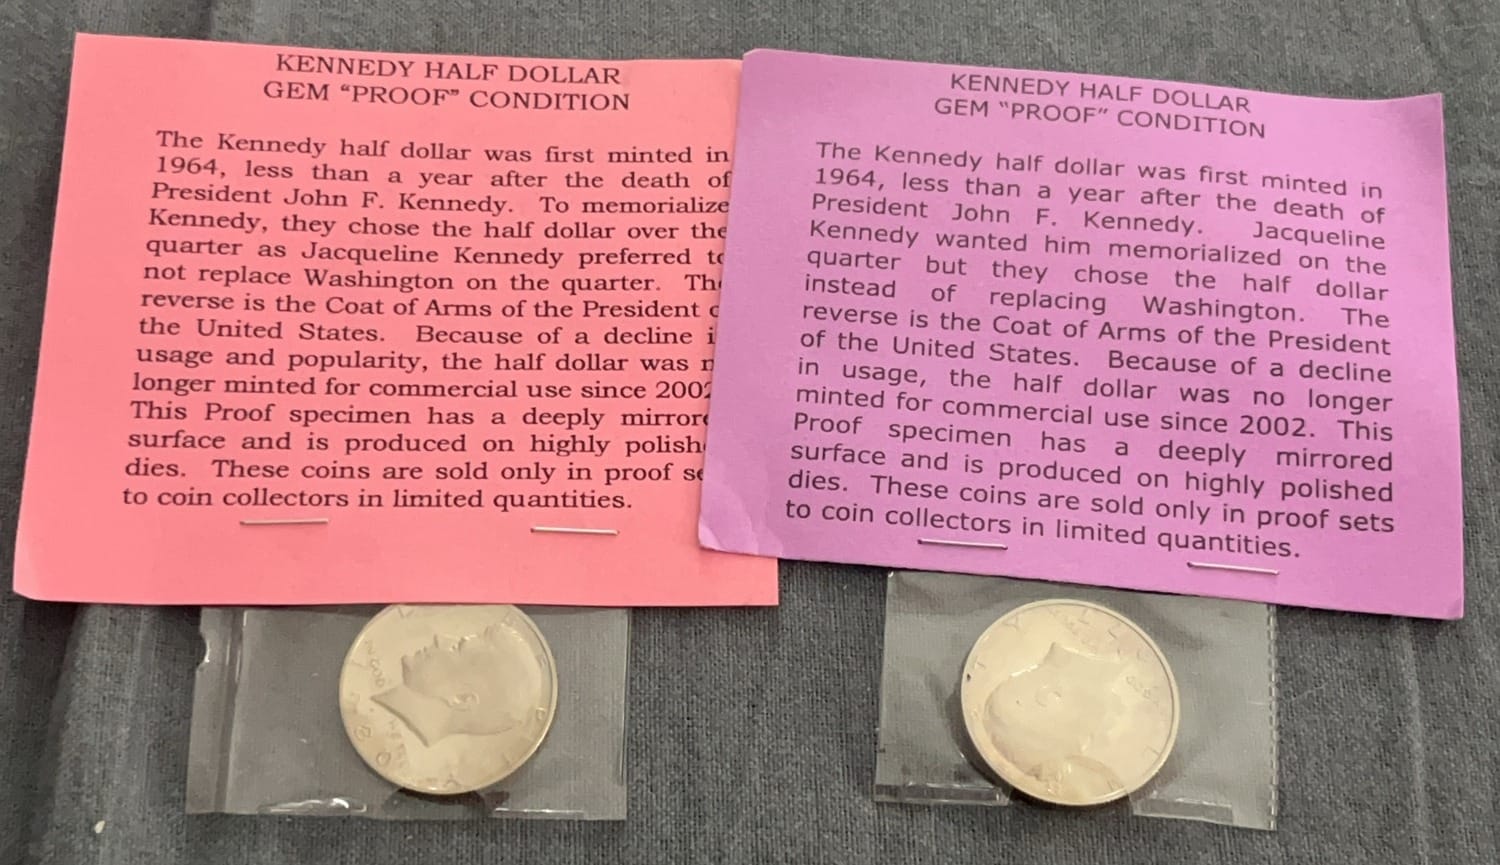 KENNEDY HALF DOLLAR
GEM “PROOF” CONDITION
The Kennedy half dollar was first minted in
1964, less than a year after the death of
President John F. Kennedy. To memorialize
Kennedy, they chose the half dollar over the
quarter as Jacqueline Kennedy preferred
not replace Washington on the quarter.
reverse is the Coat of Arms of the President
the United States. Because of a decline
usage and popularity, the half dollar was
longer minted for commercial use since 2002
This Proof specimen has a deeply
surface and is produced on highly
dies. These coins are sold only in proof
to coin collectors in limited quantities.
KENNEDY HALF DOLLAR
GEM “PROOF” CONDITION
The Kennedy half dollar was first minted in
1964, less than a year after the death of
President John F. Kennedy. Jacqueline
Kennedy wanted him memorialized on the
quarter but they chose the half dollar
instead of replacing Washington. The
reverse is the Coat of Arms of the President
of the United States. Because of a decline
in usage, the half dollar was no longer
minted for commercial use since 2002. This
Proof specimen has a deeply mirrored
surface and is produced on highly polished
dies. These coins are sold only in proof sets
to coin collectors in limited quantities.